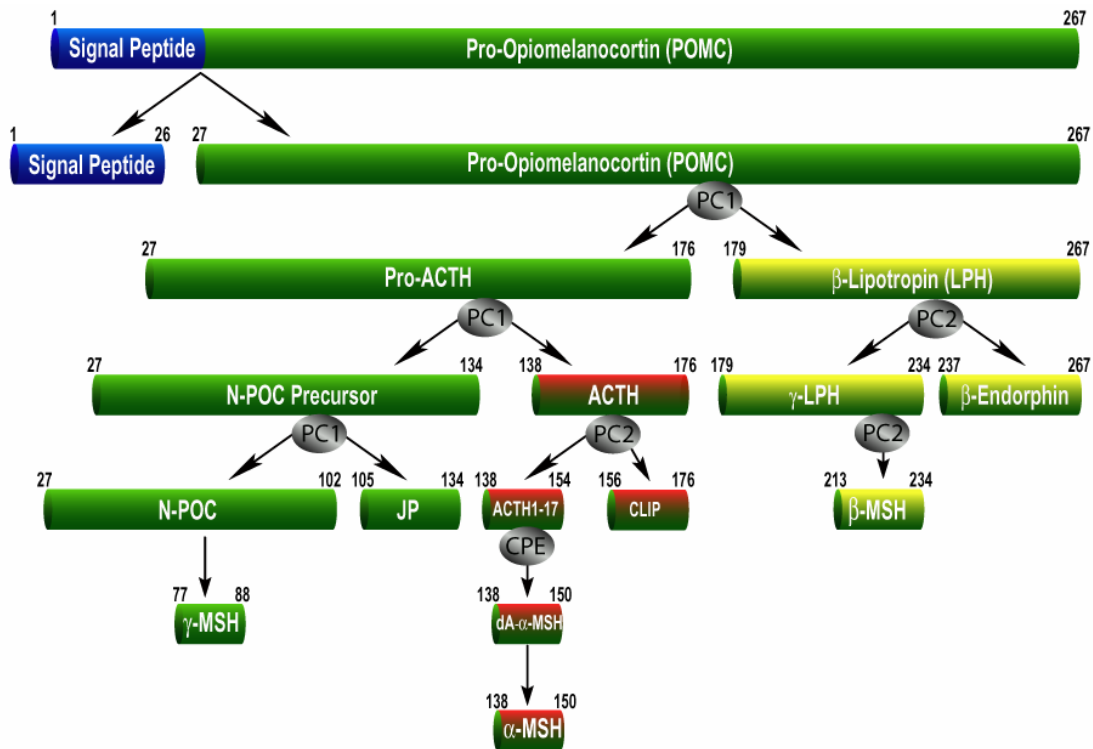 1 267
Signal Peptide Pro-Opiomelanocortin (POMC)
1 26 27 267
Signal Peptide Pro-Opiomelanocortin (POMC)
PC1
27 176 179 267
Pro-ACTH β-Lipotropin (LPH)
PC1 PC2
27 134 138 176 179 234 237 267
N-POC Precursor ACTH γ-LPH β-Endorphin
PC1 PC2 PC2
27 102 105 134 138 154 156 176 213 234
N-POC JP ACTH1-17 CLIP β-MSH
CPE
77 88 138 150
γ-MSH dA-α-MSH
138 150
α-MSH